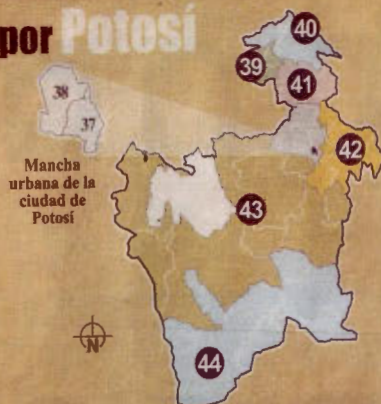 por Potosí
40
39
41
38
37
42
Mancha
urbana de la
ciudad de
Potosí
43
N
44